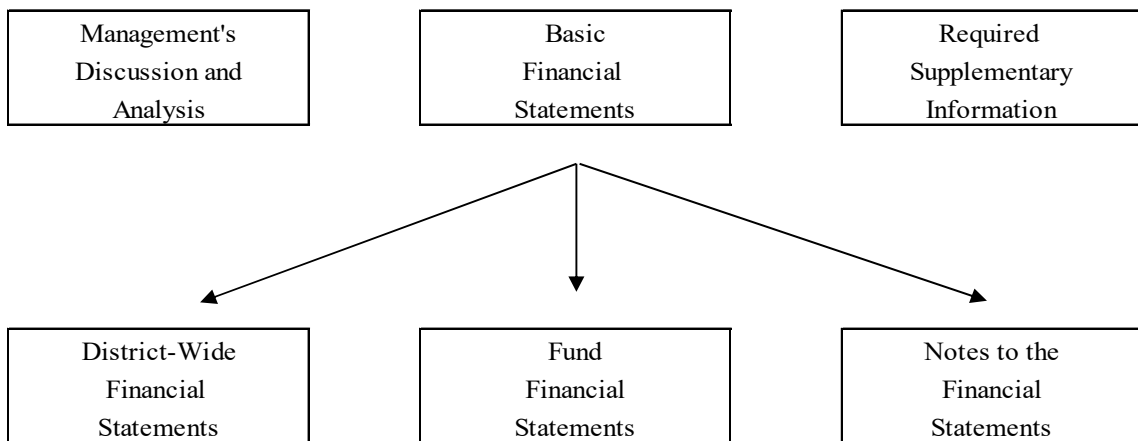 Management's
Discussion and
Analysis
Basic
Financial
Statements
Required
Supplementary
Information
District-Wide
Financial
Statements
Fund
Financial
Statements
Notes to the
Financial
Statements